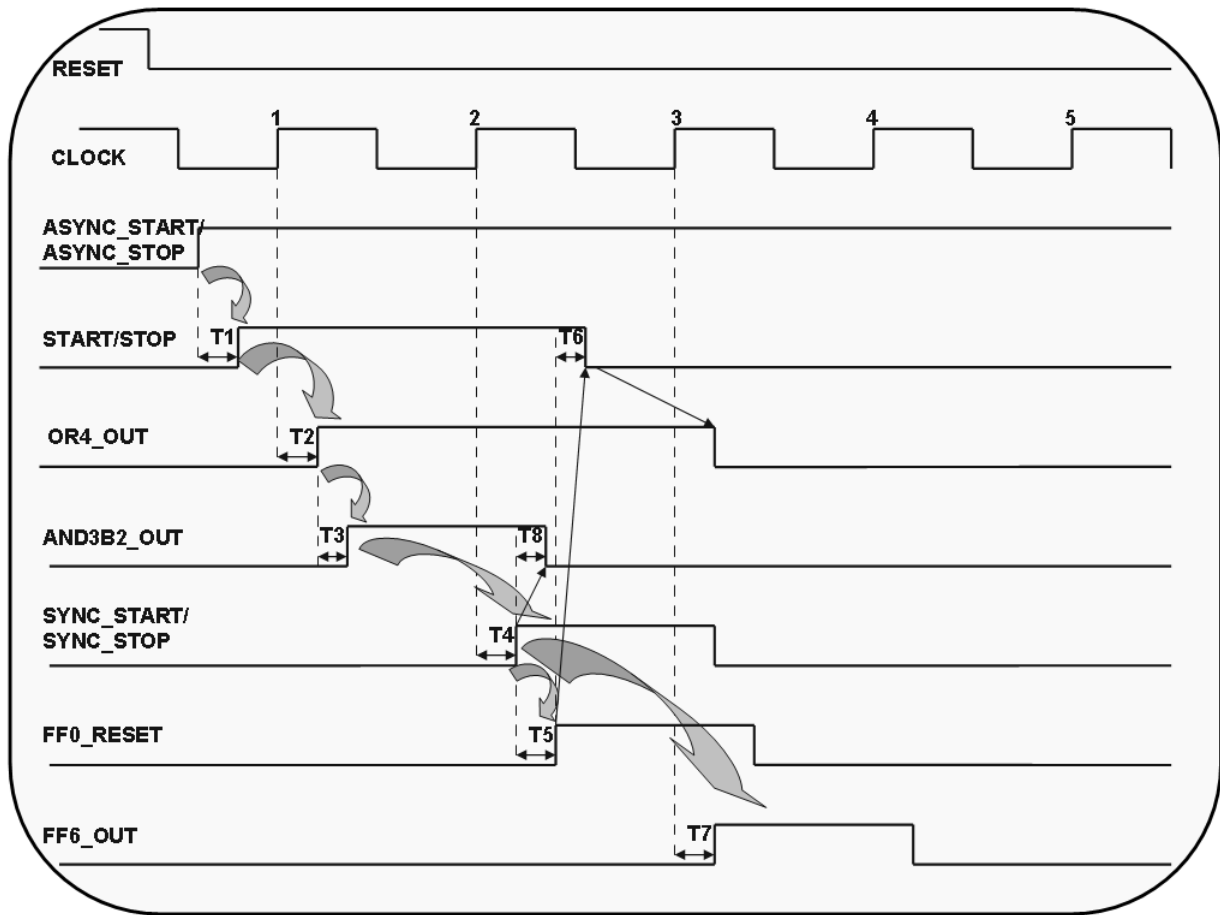 RESET
1 2 3 4 5
CLOCK
ASYNC_START/
ASYNC_STOP
START/STOP
T1
T6
OR4_OUT
T2
AND3B2_OUT
T3
T8
SYNC_START/
SYNC_STOP
T4
FF0_RESET
T5
FF6_OUT
T7